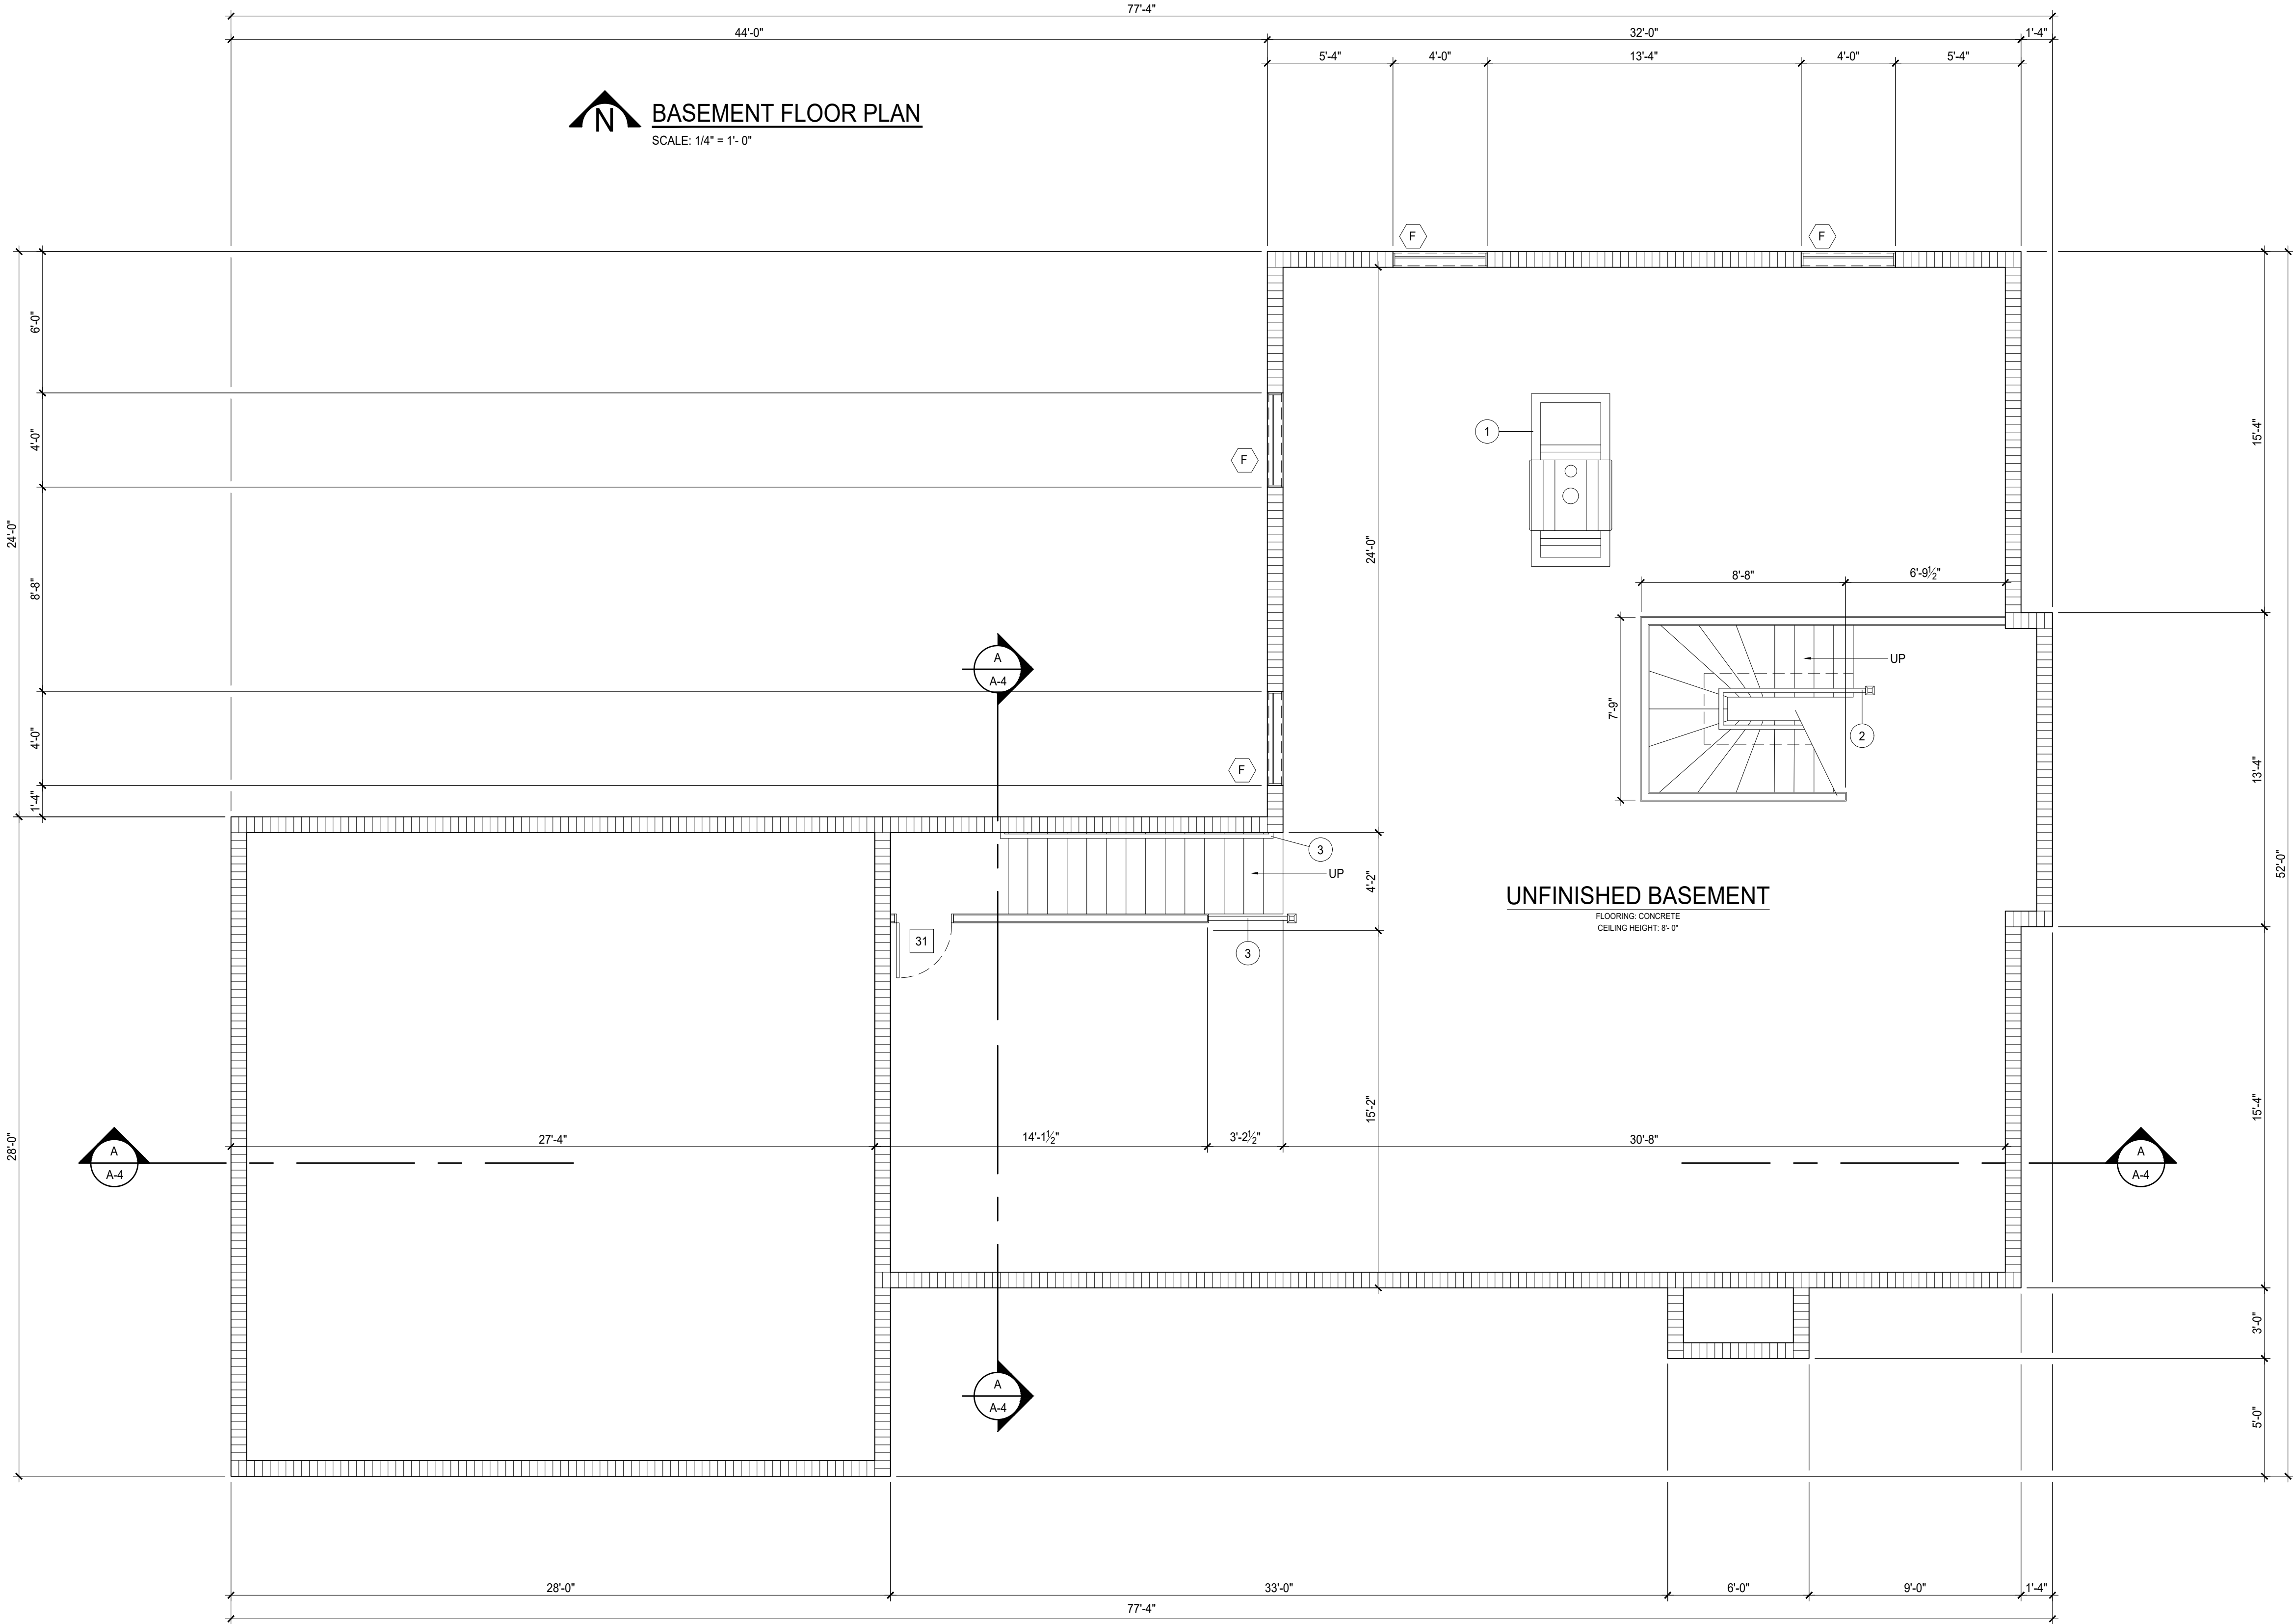 77'-4"
44'-0"
32'-0"
1'-4"
5'-4"
4'-0"
13'-4"
4'-0"
5'-4"
N
BASEMENT FLOOR PLAN
SCALE: 1/4" = 1'- 0"
F
F
6'-0"
4'-0"
24'-0"
8'-8"
4'-0"
1'-4"
28'-0"
F
F
1
24'-0"
8'-8"
6'-9½"
7'-9"
UP
2
15'-4"
13'-4"
52'-0"
15'-4"
3'-0"
5'-0"
A
A-4
3
UP
4'-2"
31
3
UNFINISHED BASEMENT
FLOORING: CONCRETE
CEILING HEIGHT: 8'- 0"
15'-2"
27'-4"
14'-1½"
3'-2½"
30'-8"
A
A-4
A
A-4
A
A-4
28'-0"
33'-0"
6'-0"
9'-0"
1'-4"
77'-4"